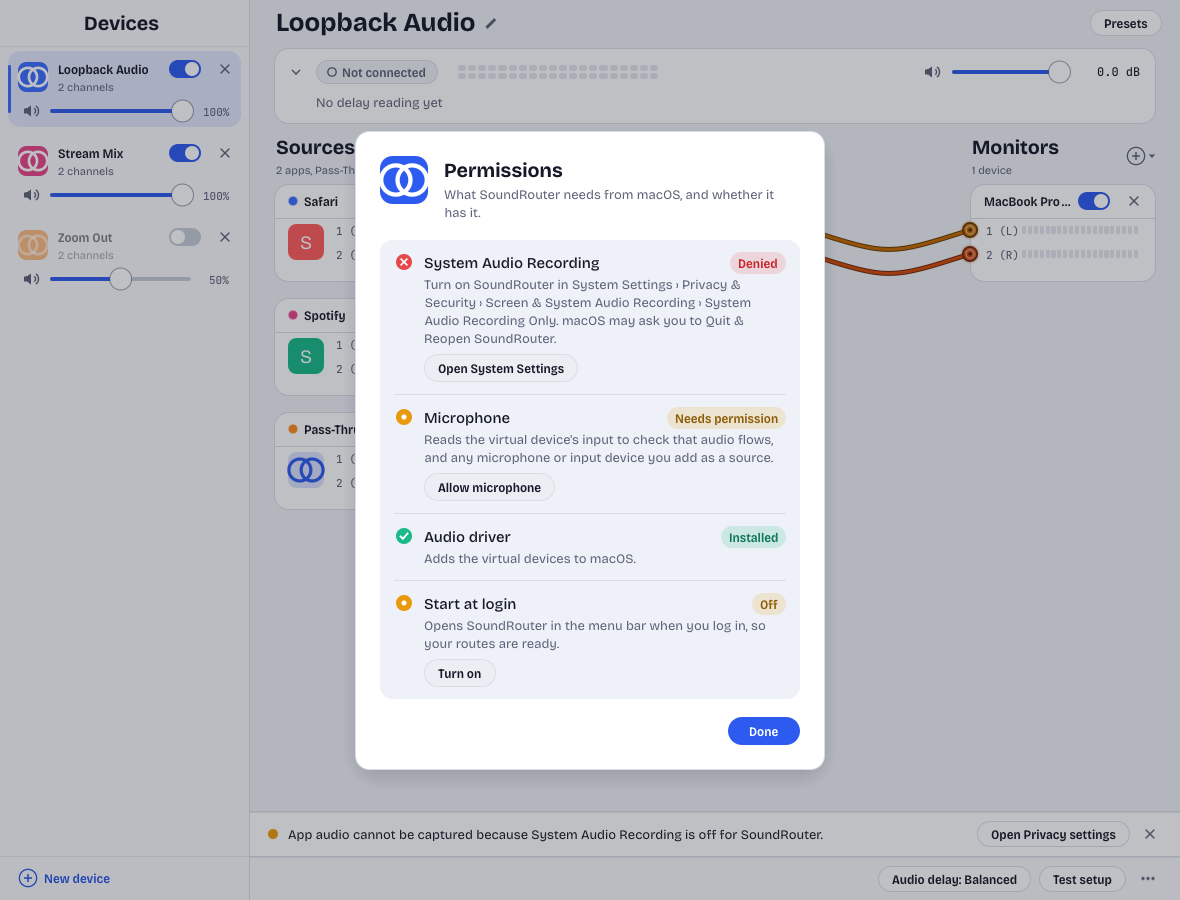 Devices
Loopback Audio
2 channels
100%
Stream Mix
2 channels
100%
Zoom Out
2 channels
50%
New device
Loopback Audio
Presets
Not connected
0.0 dB
No delay reading yet
Sources
2 apps, Pass-Th
Safari
S
1 (
2 (
Spotify
S
1 (
2 (
Pass-Thr
1 (
2 (
Monitors
1 device
MacBook Pro ...
1 (L)
2 (R)
Permissions
What SoundRouter needs from macOS, and whether it
has it.
System Audio Recording
Denied
Turn on SoundRouter in System Settings › Privacy &
Security › Screen & System Audio Recording › System
Audio Recording Only. macOS may ask you to Quit &
Reopen SoundRouter.
Open System Settings
Microphone
Needs permission
Reads the virtual device's input to check that audio flows,
and any microphone or input device you add as a source.
Allow microphone
Audio driver
Installed
Adds the virtual devices to macOS.
Start at login
Off
Opens SoundRouter in the menu bar when you log in, so
your routes are ready.
Turn on
Done
App audio cannot be captured because System Audio Recording is off for SoundRouter.
Open Privacy settings
Audio delay: Balanced
Test setup